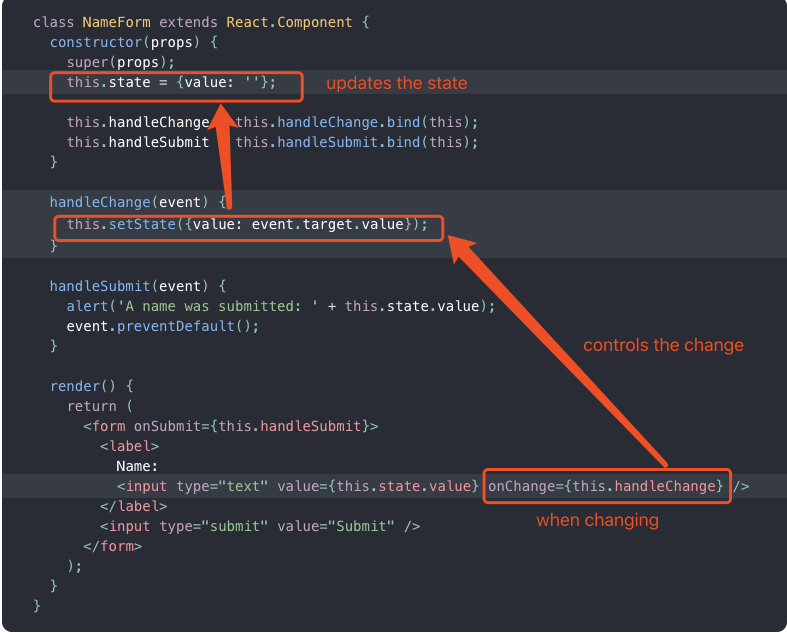 class NameForm extends React.Component {
constructor(props) {
super(props);
this.state = {value: ''};
updates the state
this.handleChange this.handleChange.bind(this);
this.handleSubmit this.handleSubmit.bind(this);
}
handleChange(event) {
this.setState({value: event.target.value});
}
handleSubmit(event) {
alert('A name was submitted: ' + this.state.value);
event.preventDefault();
}
controls the change
render() {
return (
<form onSubmit={this.handleSubmit}>
<label>
Name:
<input type="text" value={this.state.value} onChange={this.handleChange} />
</label>
when changing
<input type="submit" value="Submit" />
</form>
);
}
}